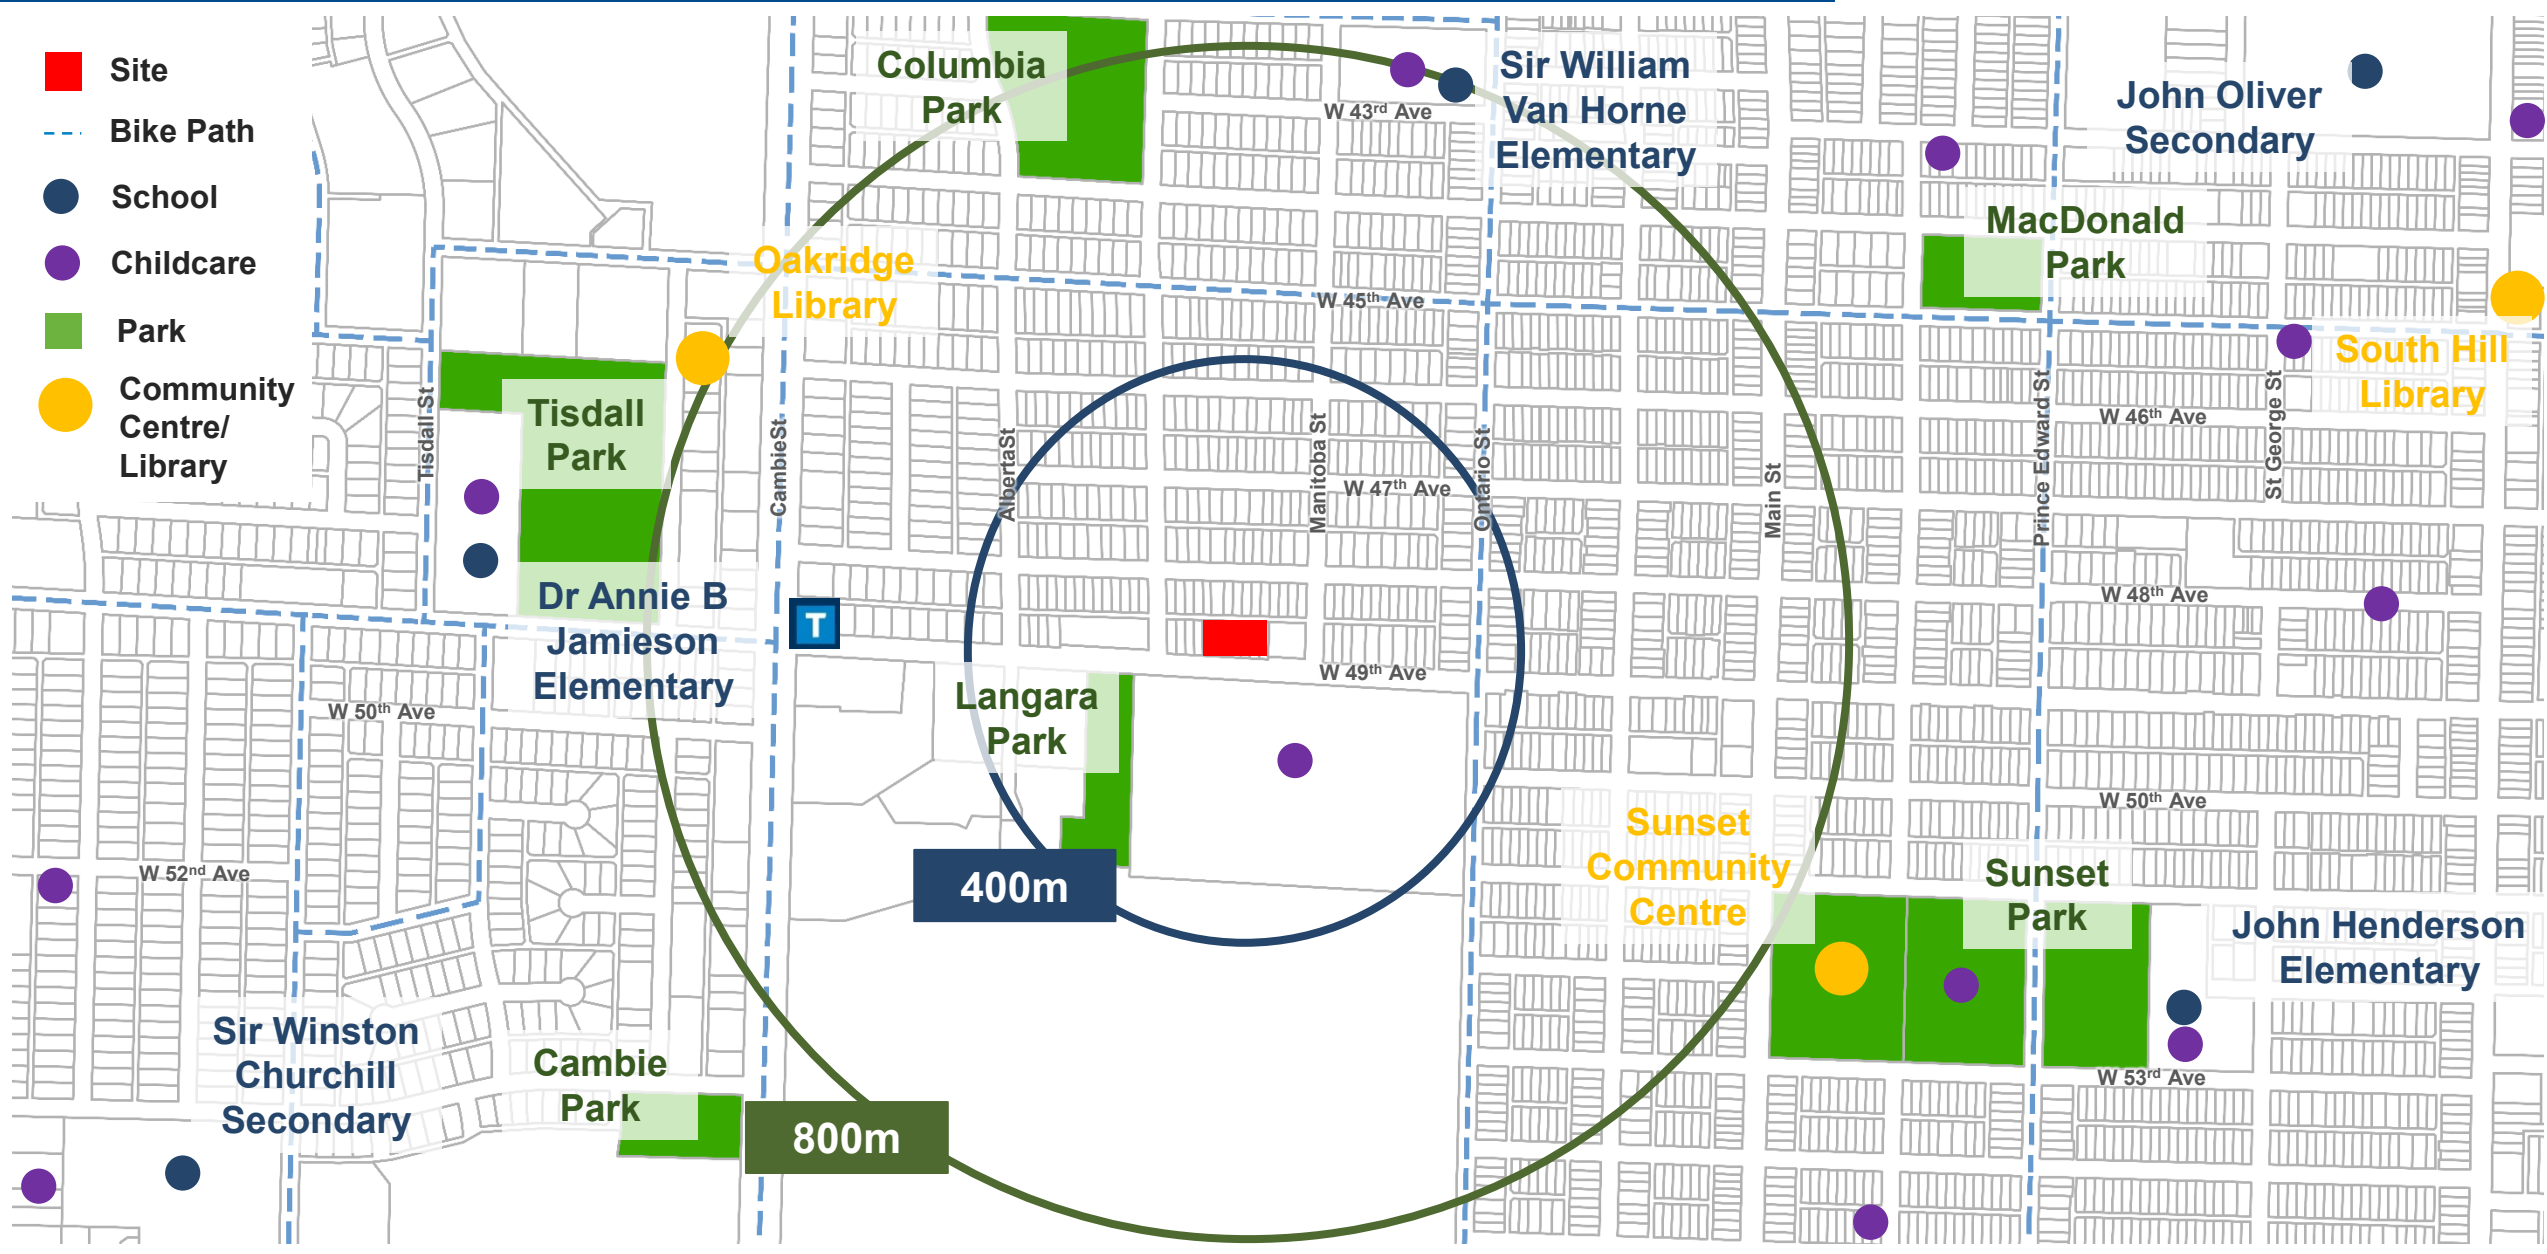 Site
Bike Path
School
Childcare
Park
Community
Centre/
Library
Columbia
Park
Sir William
Van Horne
Elementary
W 43rd Ave
John Oliver
Secondary
MacDonald
Park
Oakridge
Library
W 45th Ave
South Hill
Library
Tisdall St
Tisdall
Park
CambieSt
AlbertaSt
Manitoba St
W 47th Ave
Ontario St
Main St
Prince Edward St
W 46th Ave
St George St
Dr Annie B
Jamieson
Elementary
T
W 48th Ave
W 49th Ave
W 50th Ave
Langara
Park
W 50th Ave
Sunset
Community
Centre
Sunset
Park
W 52nd Ave
400m
John Henderson
Elementary
Sir Winston
Churchill
Secondary
Cambie
Park
800m
W 53rd Ave